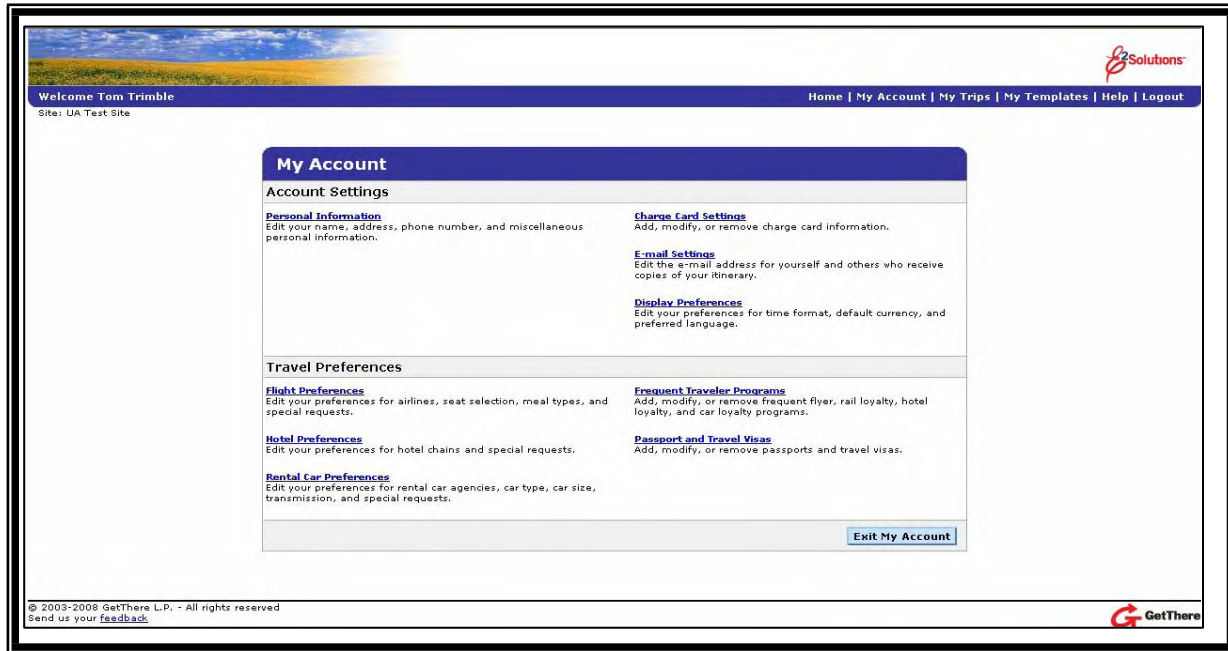 E2Solutions
Welcome Tom Trimble
Home | My Account | My Trips | My Templates | Help | Logout
Site: UA Test Site
My Account
Account Settings
Personal Information
Edit your name, address, phone number, and miscellaneous
personal information.
Charge Card Settings
Add, modify, or remove charge card information.
E-mail Settings
Edit the e-mail address for yourself and others who receive
copies of your itinerary.
Display Preferences
Edit your preferences for time format, default currency, and
preferred language.
Travel Preferences
Flight Preferences
Edit your preferences for airlines, seat selection, meal types, and
special requests.
Hotel Preferences
Edit your preferences for hotel chains and special requests.
Rental Car Preferences
Edit your preferences for rental car agencies, car type, car size,
transmission, and special requests.
Frequent Traveler Programs
Add, modify, or remove frequent flyer, rail loyalty, hotel
loyalty, and car loyalty programs.
Passport and Travel Visas
Add, modify, or remove passports and travel visas.
Exit My Account
© 2003-2008 GetThere L.P. - All rights reserved
Send us your feedback
GetThere